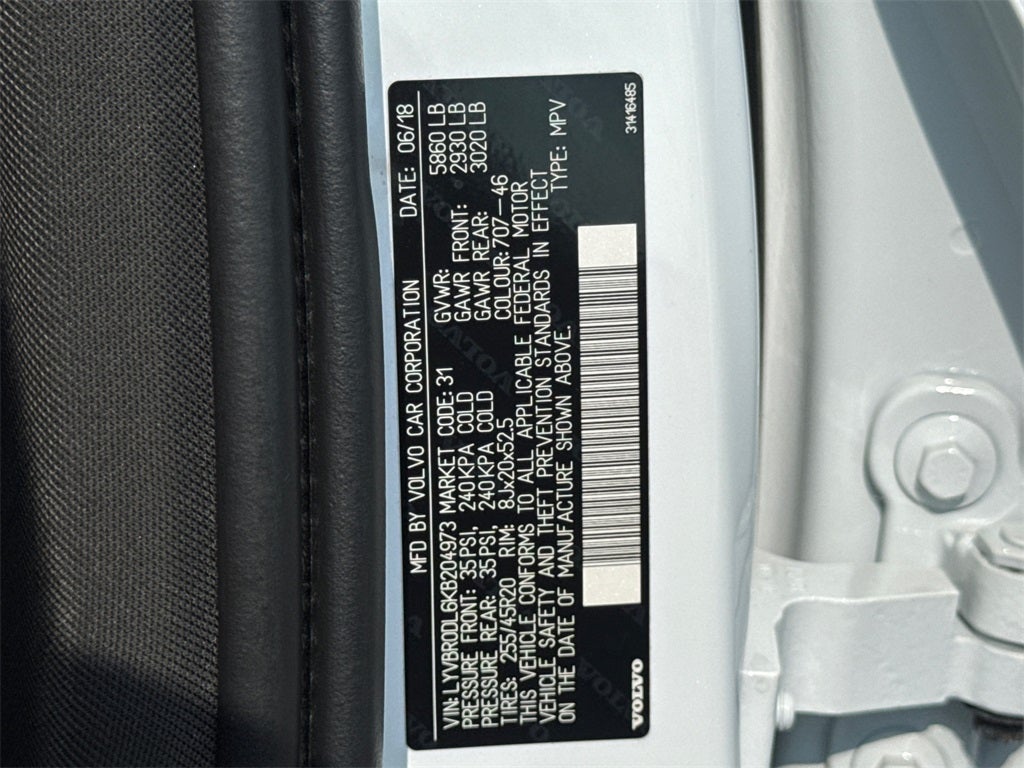 MFD BY VOLVO CAR CORPORATION DATE: 06/18
VIN: LYVBR0DL6KB204973 MARKET CODE: 31 GVWR: 5860 LB
PRESSURE FRONT: 35PSI, 240KPA COLD GAWR FRONT: 2930 LB
PRESSURE REAR: 35PSI, 240KPA COLD GAWR REAR: 3020 LB
TIRES: 255/45R20 RIM: 8Jx20x52.5 COLOUR: 707-46
THIS VEHICLE CONFORMS TO ALL APPLICABLE FEDERAL MOTOR
VEHICLE SAFETY AND THEFT PREVENTION STANDARDS IN EFFECT
ON THE DATE OF MANUFACTURE SHOWN ABOVE. TYPE: MPV
VOLVO 31416485